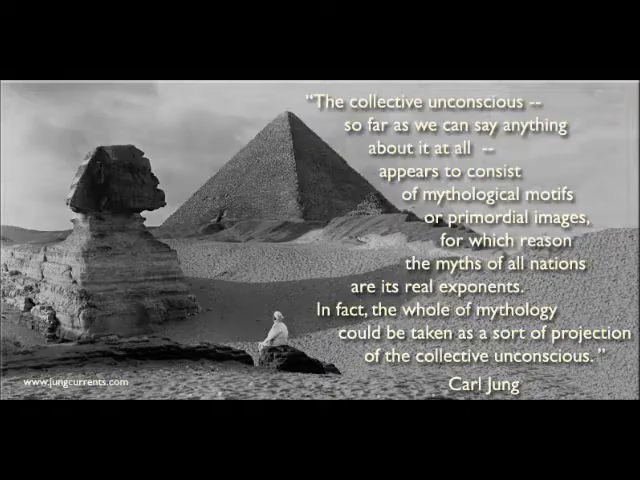 "The collective unconscious --
so far as we can say anything
about it at all --
appears to consist
of mythological motifs
or primordial images,
for which reason
the myths of all nations
are its real exponents.
In fact, the whole of mythology
could be taken as a sort of projection
of the collective unconscious."
Carl Jung
www.jungcurrents.com